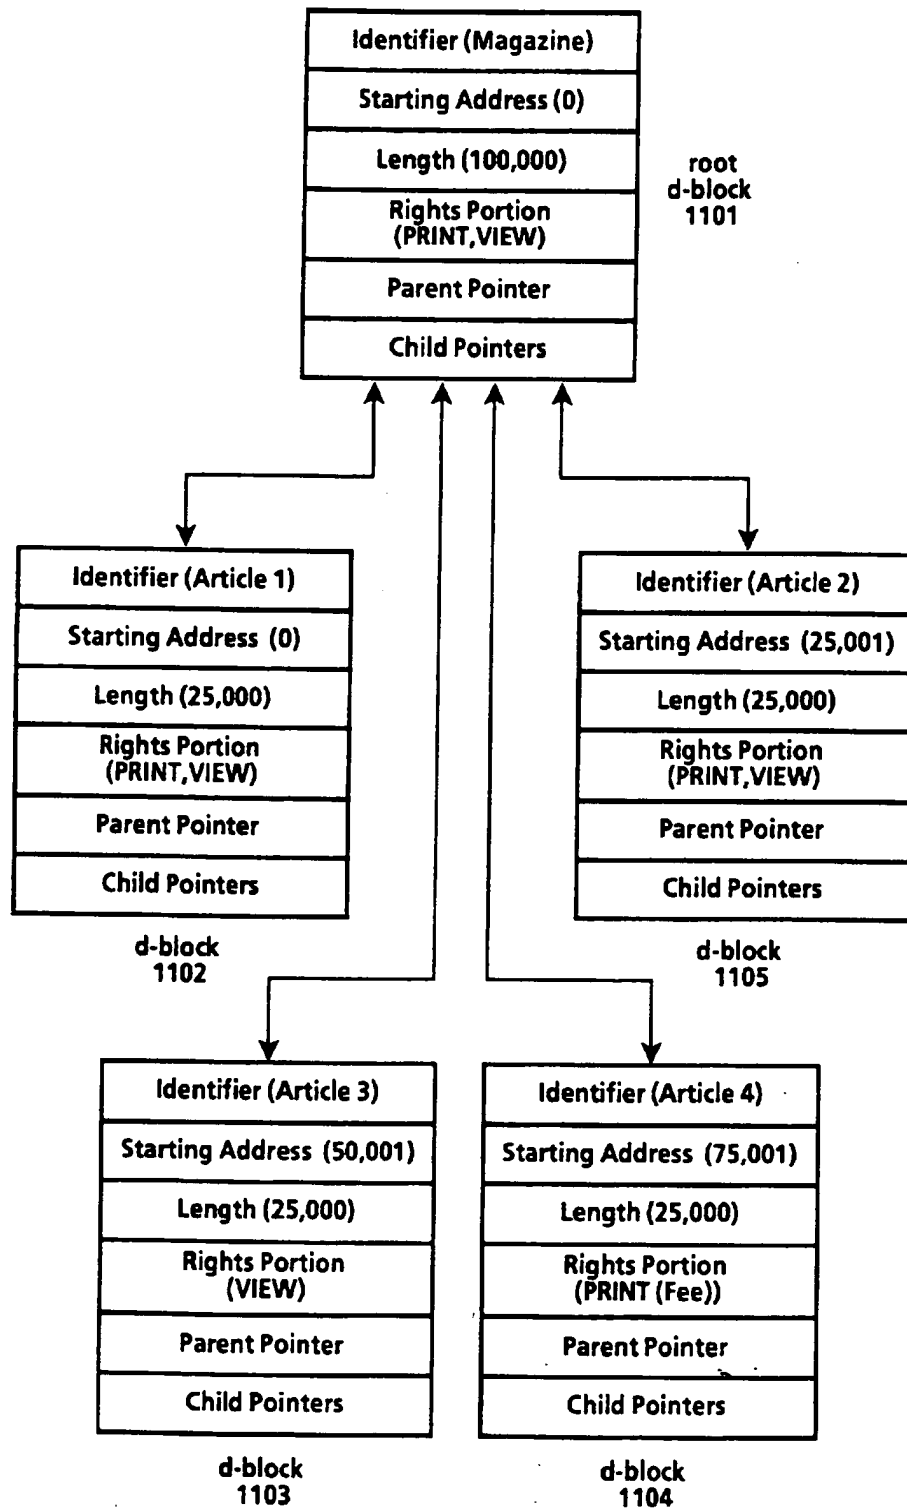 Identifier (Magazine)
Starting Address (0)
Length (100,000)
Rights Portion
(PRINT,VIEW)
Parent Pointer
Child Pointers
root
d-block
1101
Identifier (Article 1)
Starting Address (0)
Length (25,000)
Rights Portion
(PRINT,VIEW)
Parent Pointer
Child Pointers
d-block
1102
Identifier (Article 2)
Starting Address (25,001)
Length (25,000)
Rights Portion
(PRINT,VIEW)
Parent Pointer
Child Pointers
d-block
1105
Identifier (Article 3)
Starting Address (50,001)
Length (25,000)
Rights Portion
(VIEW)
Parent Pointer
Child Pointers
d-block
1103
Identifier (Article 4)
Starting Address (75,001)
Length (25,000)
Rights Portion
(PRINT (Fee))
Parent Pointer
Child Pointers
d-block
1104